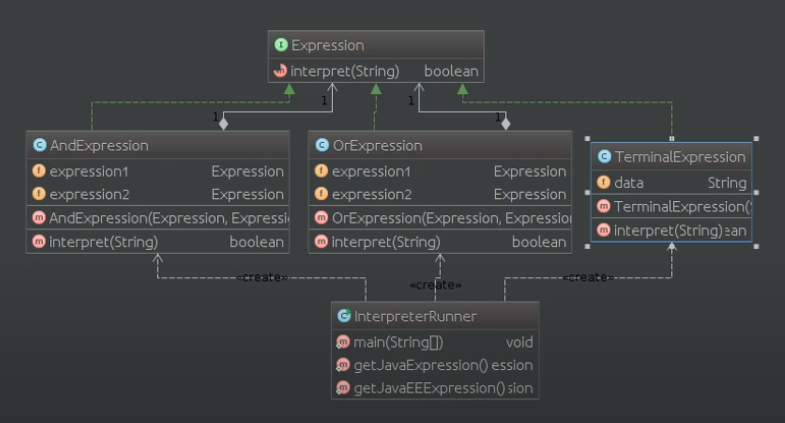 Expression
interpret(String) boolean
1 1 1 1
AndExpression
expression1 Expression
expression2 Expression
AndExpression(Expression, Expressi
interpret(String) boolean
OrExpression
expression1 Expression
expression2 Expression
OrExpression(Expression, Expression
interpret(String) boolean
TerminalExpression
data String
TerminalExpression(
interpret(String) ean
«create» «create» «create»
InterpreterRunner
main(String[]) void
getJavaExpression() ession
getJavaEEExpression() sion